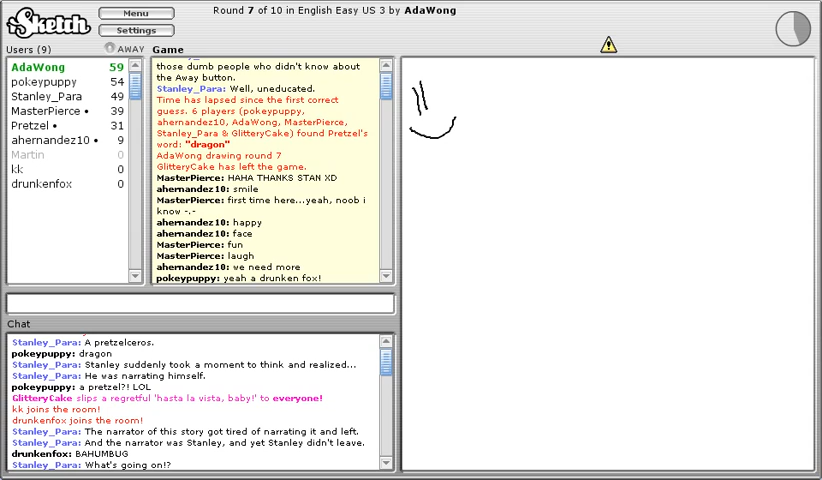 iSketch
Menu
Settings
Round 7 of 10 in English Easy US 3 by AdaWong
Users (9)
AWAY
AdaWong 59
pokeypuppy 54
Stanley_Para 49
MasterPierce • 39
Pretzel • 31
ahernandez10 • 9
Martin 0
kk 0
drunkenfox 0
Game
those dumb people who didn't know about
the Away button.
Stanley_Para: Well, uneducated.
Time has lapsed since the first correct
guess. 6 players (pokeypuppy,
ahernandez10, AdaWong, MasterPierce,
Stanley_Para & GlitteryCake) found Pretzel's
word: "dragon"
AdaWong drawing round 7
GlitteryCake has left the game.
MasterPierce: HAHA THANKS STAN XD
ahernandez10: smile
MasterPierce: first time here...yeah, noob i
know -.-
ahernandez10: happy
ahernandez10: face
MasterPierce: fun
MasterPierce: laugh
ahernandez10: we need more
pokeypuppy: yeah a drunken fox!
Chat
Stanley_Para: A pretzelceros.
pokeypuppy: dragon
Stanley_Para: Stanley suddenly took a moment to think and realized...
Stanley_Para: He was narrating himself.
pokeypuppy: a pretzel?! LOL
GlitteryCake slips a regretful 'hasta la vista, baby!' to everyone!
kk joins the room!
drunkenfox joins the room!
Stanley_Para: The narrator of this story got tired of narrating it and left.
Stanley_Para: And the narrator was Stanley, and yet Stanley didn't leave.
drunkenfox: BAHUMBUG
Stanley_Para: What's going on!?